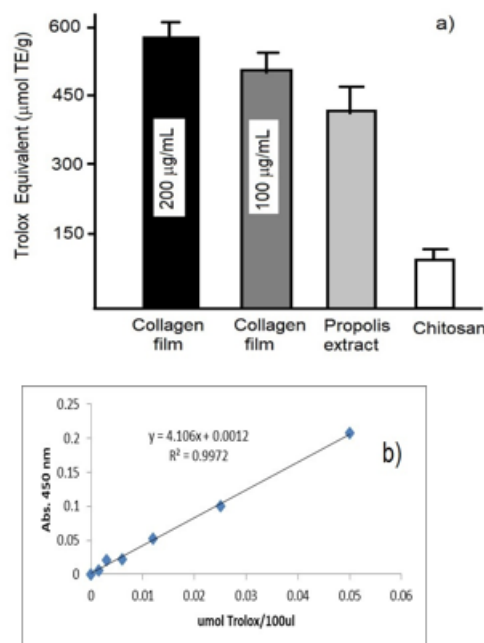 a)
Trolox Equivalent (µmol TE/g)
600
450
300
150
200 µg/mL
100 µg/mL
Collagen
film
Collagen
film
Propolis
extract
Chitosan
b)
Abs. 450 nm
0.25
0.2
0.15
0.1
0.05
0
y = 4.106x + 0.0012
R² = 0.9972
0 0.01 0.02 0.03 0.04 0.05 0.06
umol Trolox/100ul